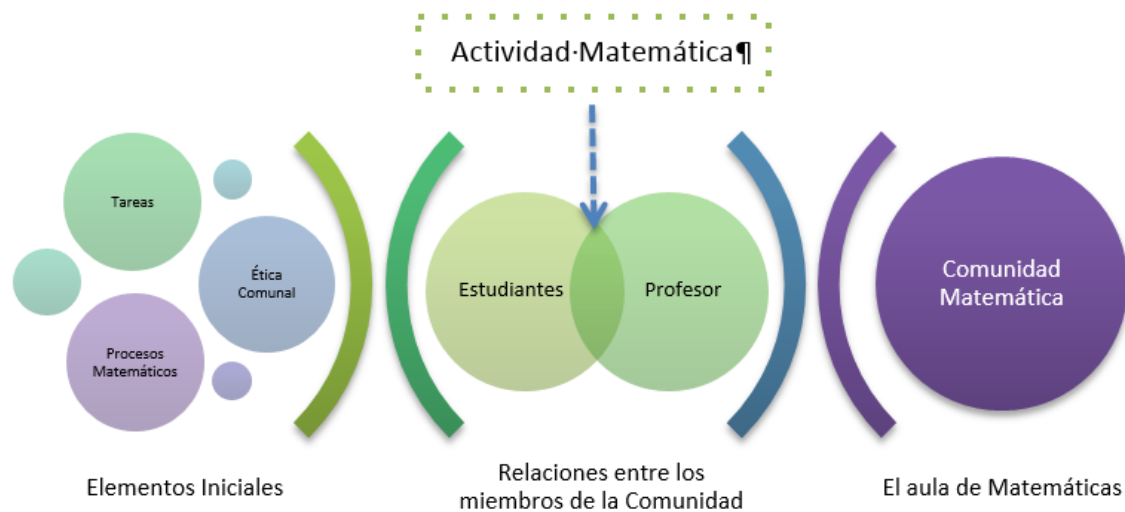 Actividad·Matemática¶
Tareas
Ética
Comunal
Procesos
Matemáticos
Estudiantes
Profesor
Comunidad
Matemática
Elementos Iniciales
Relaciones entre los
miembros de la Comunidad
El aula de Matemáticas